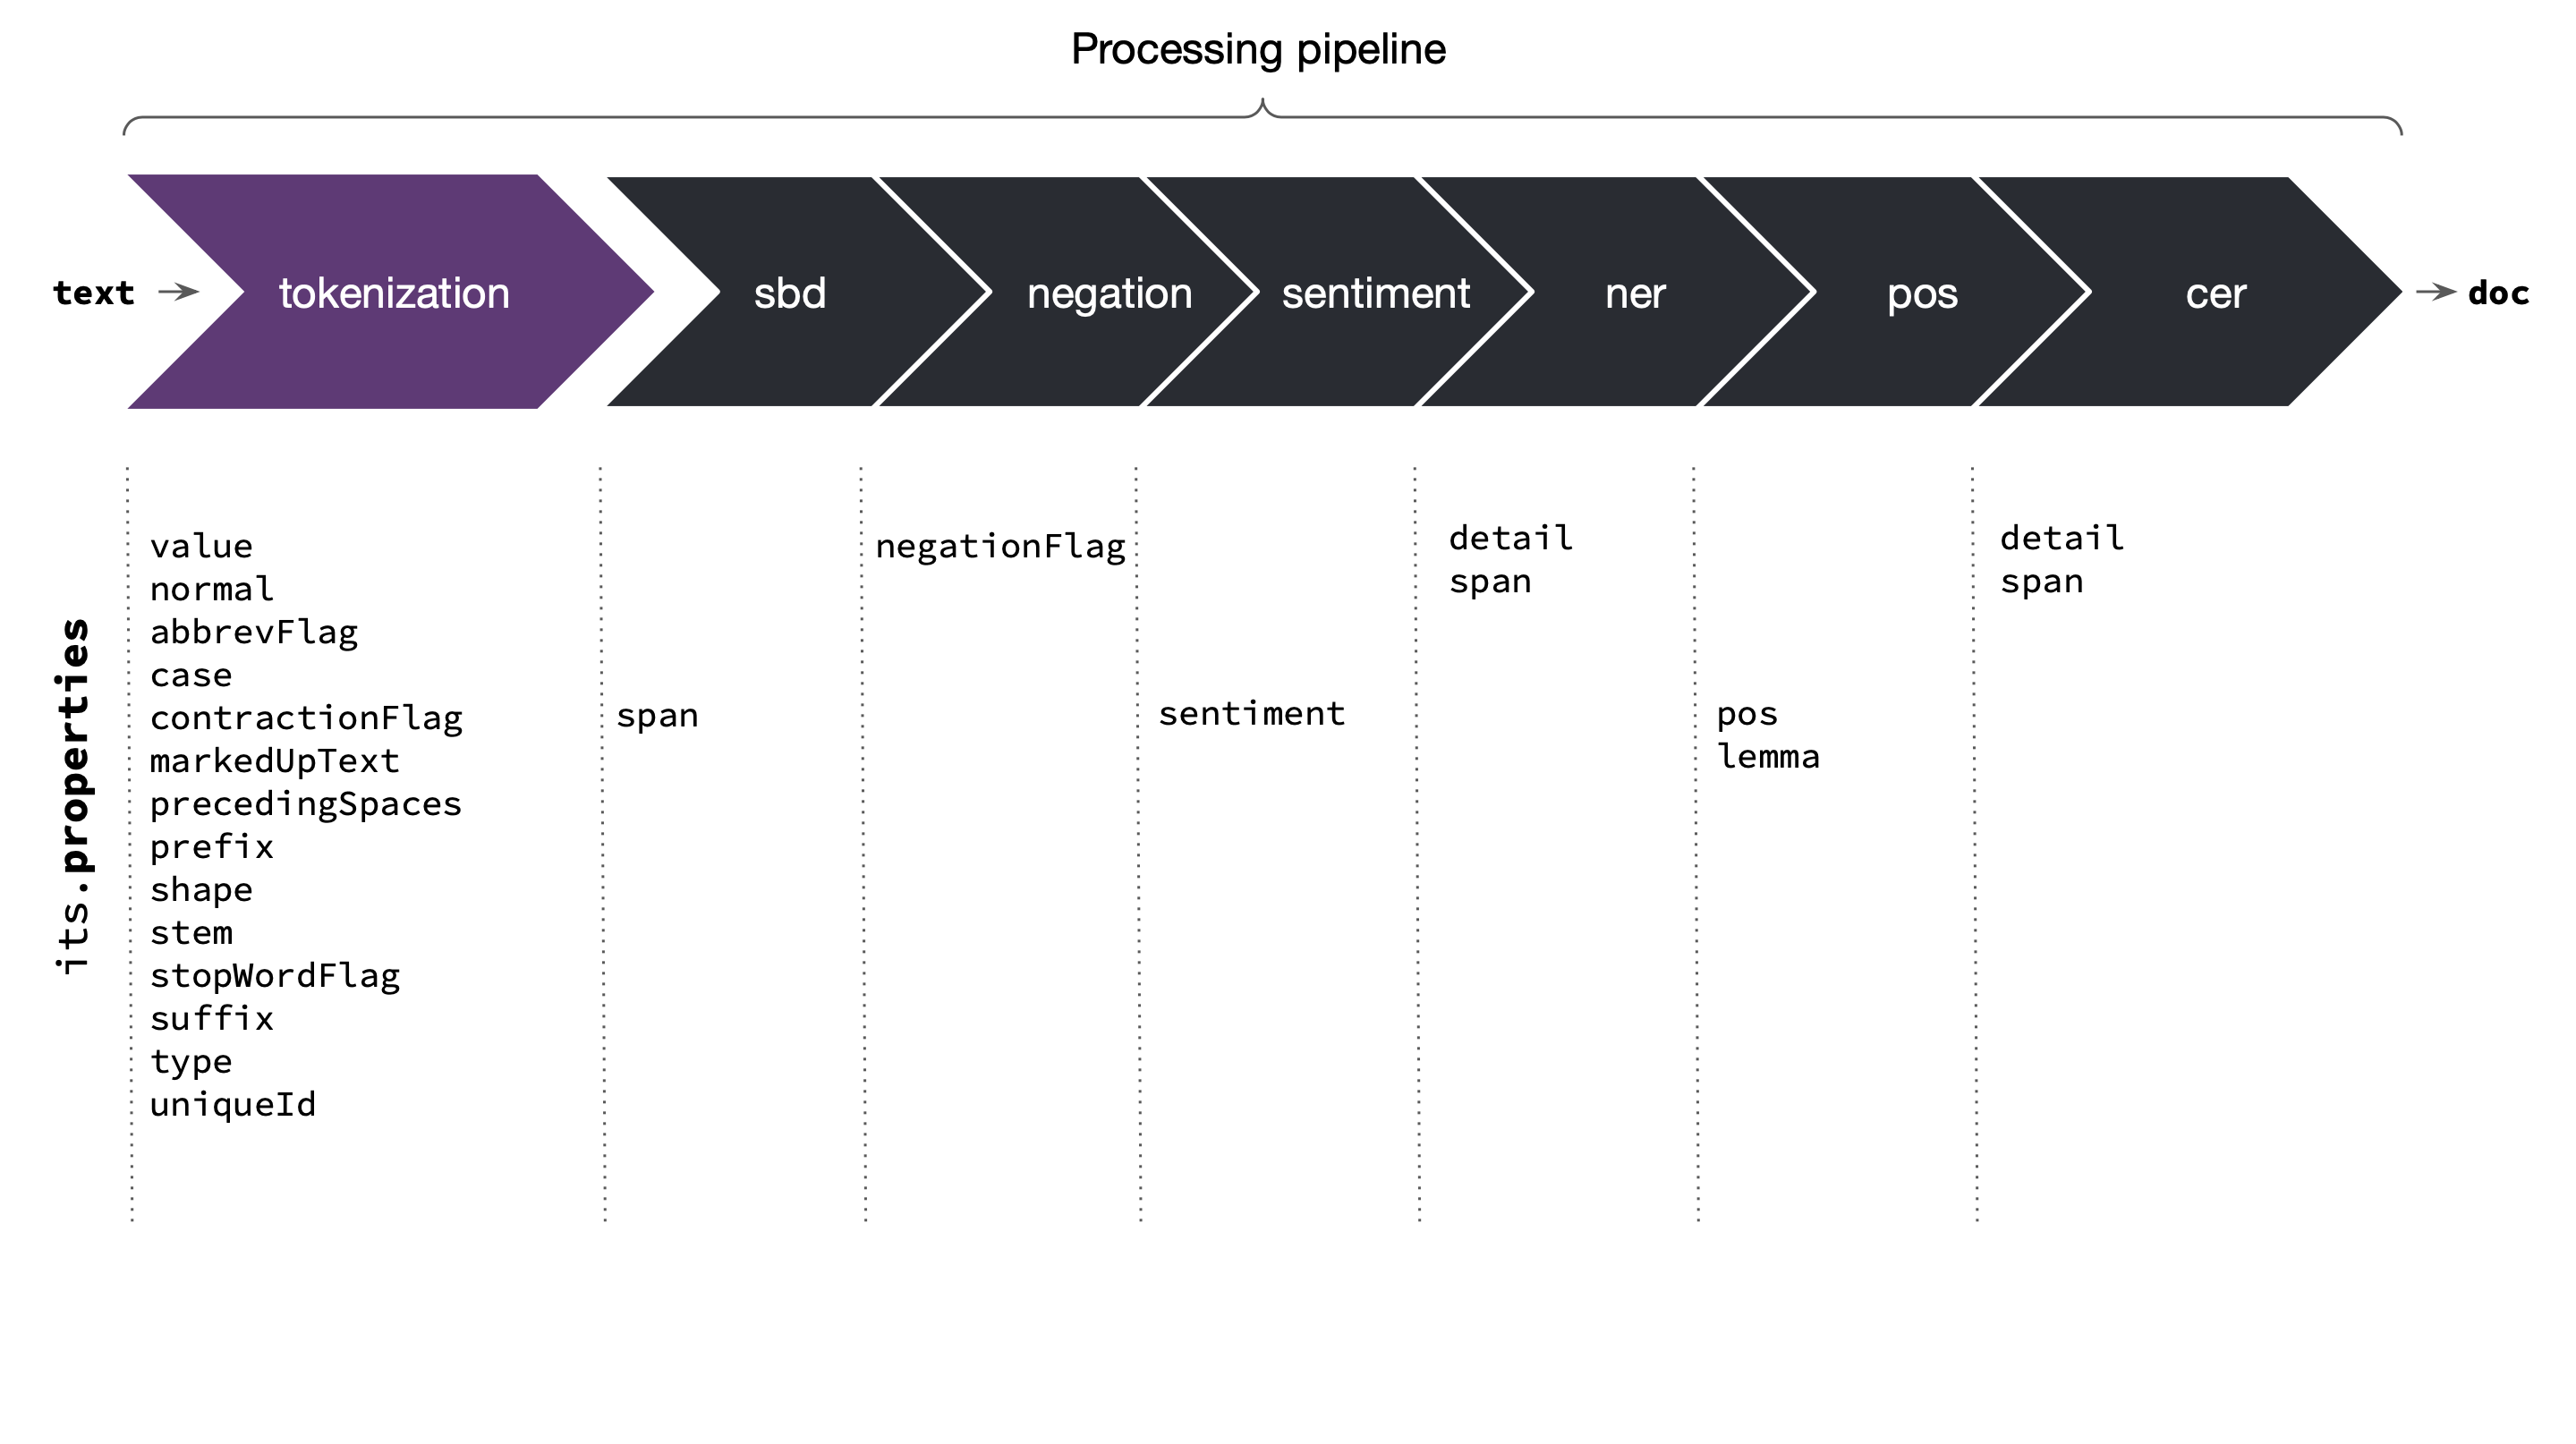 Processing pipeline
text
tokenization
sbd
negation
sentiment
ner
pos
cer
doc
its.properties
value
normal
abbrevFlag
case
contractionFlag
markedUpText
precedingSpaces
prefix
shape
stem
stopWordFlag
suffix
type
uniqueId
span
negationFlag
sentiment
detail
span
pos
lemma
detail
span